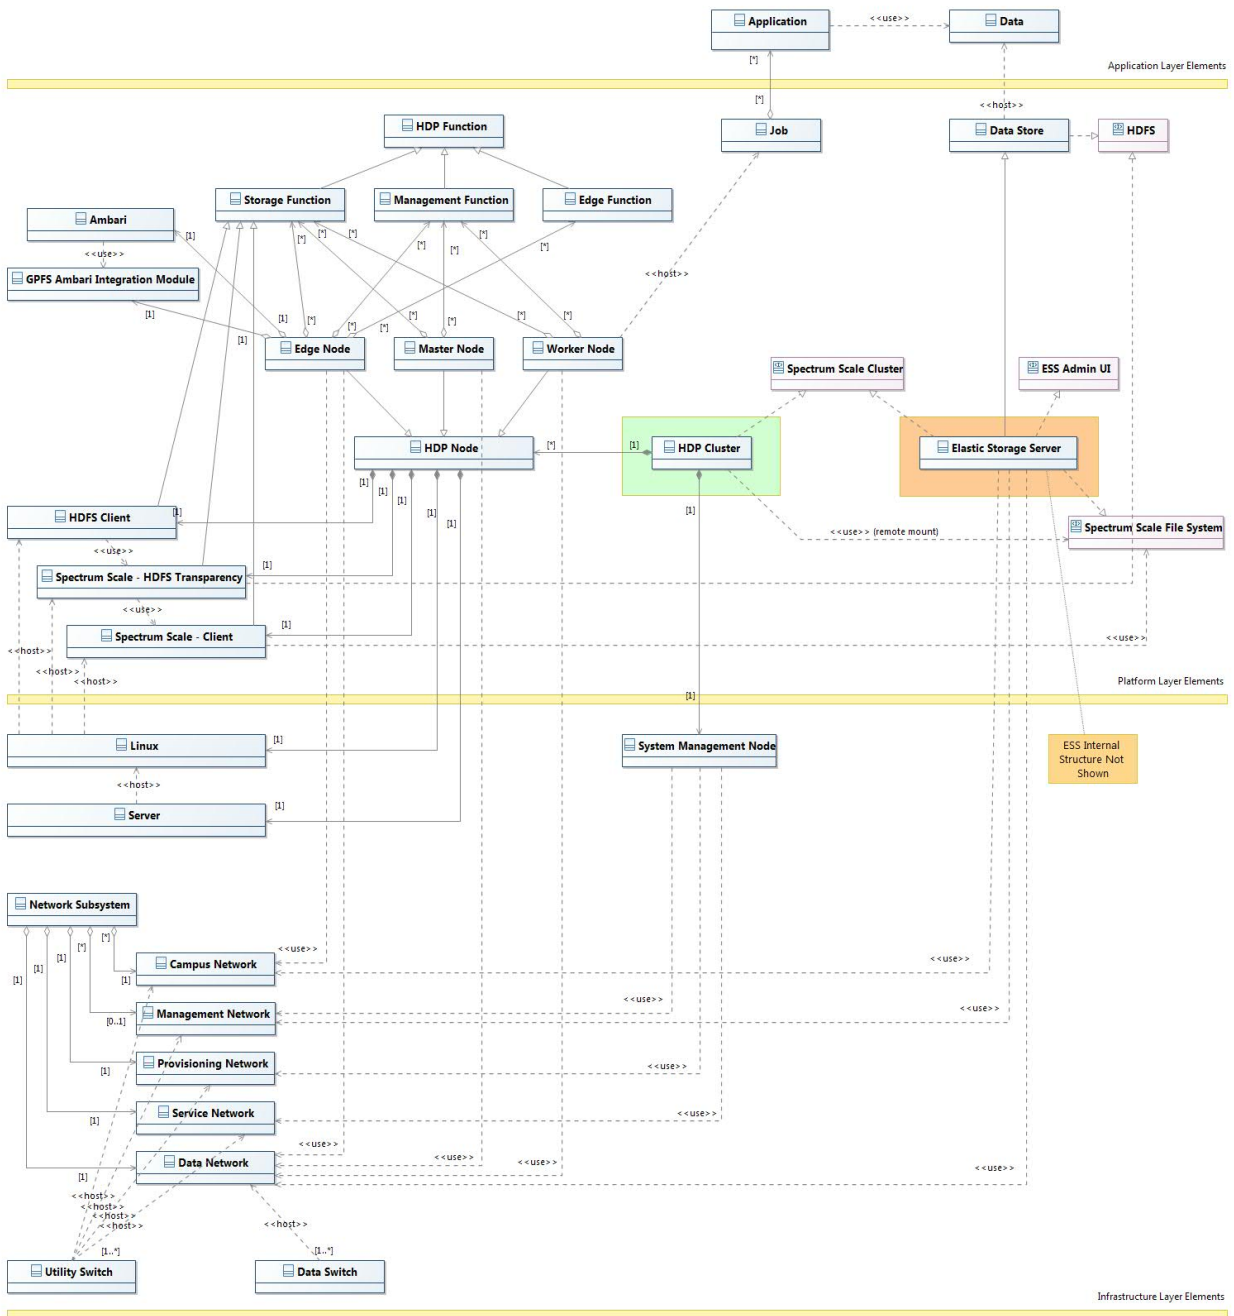 Application
<<use>>
Data
[*]
Application Layer Elements
[*]
<<host>>
HDP Function
Job
Data Store
HDFS
Storage Function
Management Function
Edge Function
Ambari
[1]
[*]
[*]
[*]
[*]
[*]
[*]
[*]
<<use>>
GPFS Ambari Integration Module
<<host>>
[1]
[1]
[*]
[*]
[*]
[*]
[*]
[*]
[1]
Edge Node
Master Node
Worker Node
[1]
Spectrum Scale Cluster
ESS Admin UI
HDP Node
[*]
[1]
HDP Cluster
Elastic Storage Server
[1]
[1]
[1]
[1]
[1]
HDFS Client
[1]
[1]
<<use>>
<<use>> (remote mount)
Spectrum Scale File System
Spectrum Scale - HDFS Transparency
[1]
<<use>>
Spectrum Scale - Client
[1]
<<use>>
<<host>>
<<host>>
<<host>>
Platform Layer Elements
[1]
Linux
[1]
System Management Node
ESS Internal
Structure Not
Shown
<<host>>
Server
[1]
Network Subsystem
[*]
[*]
[1]
[1]
[1]
<<use>>
Campus Network
[1]
<<use>>
<<use>>
Management Network
[0..1]
<<use>>
Provisioning Network
[1]
<<use>>
Service Network
[1]
<<use>>
<<use>>
<<use>>
<<use>>
<<use>>
Data Network
[1]
<<host>>
<<host>>
<<host>>
<<host>>
<<host>>
[1..*]
[1..*]
Utility Switch
Data Switch
Infrastructure Layer Elements